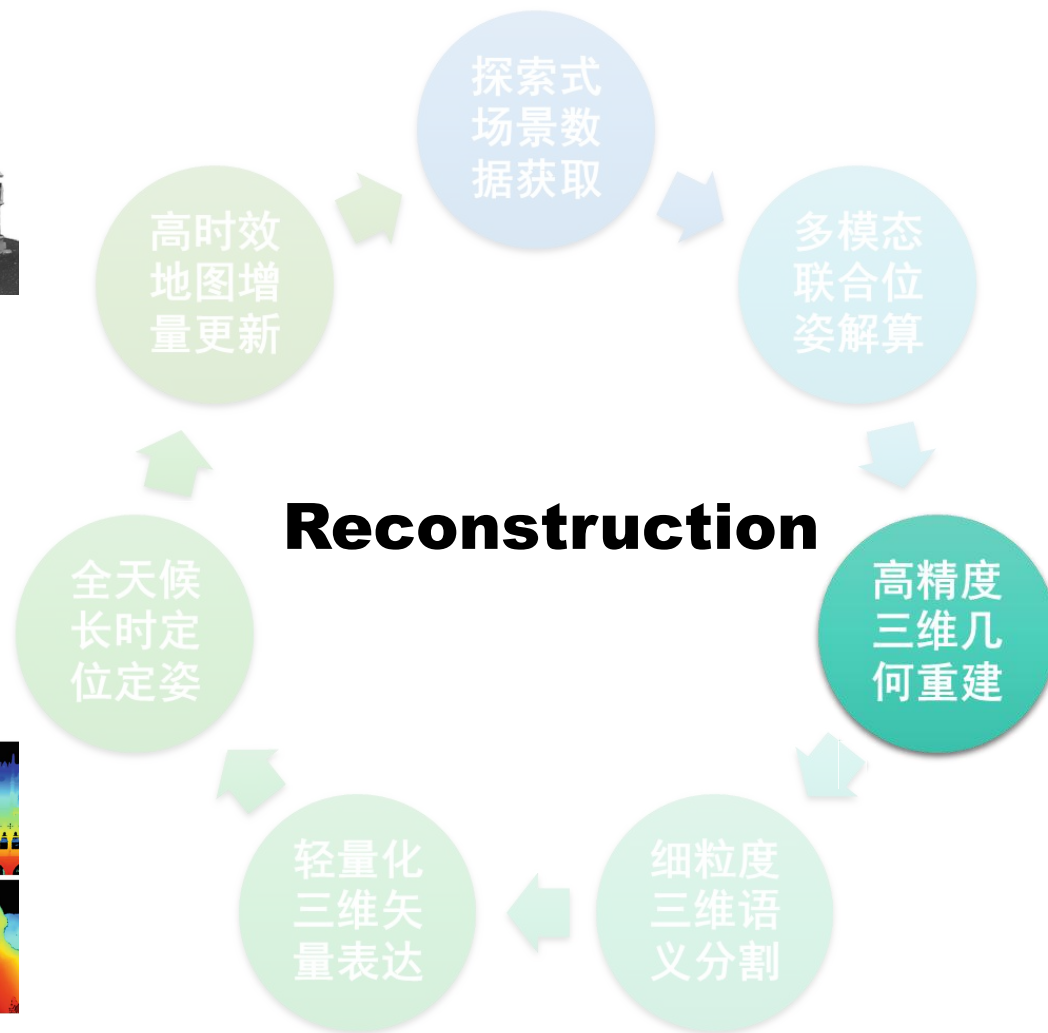 探索式
场景数
据获取
多模态
联合位
姿解算
高精度
三维几
何重建
细粒度
三维语
义分割
轻量化
三维矢
量表达
全天候
长时定
位定姿
高时效
地图增
量更新
Reconstruction